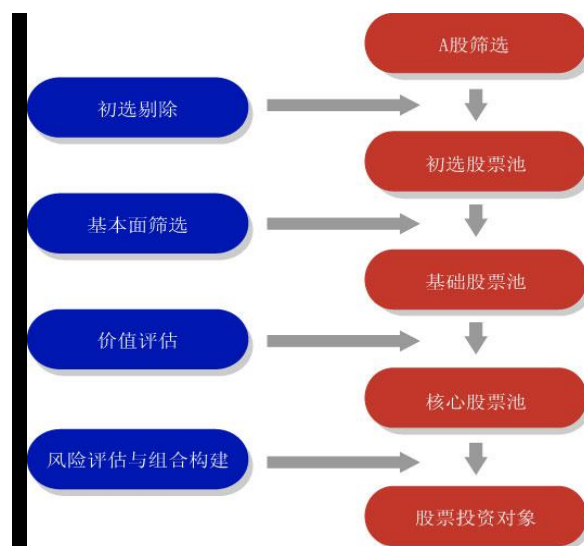 A股筛选
初选剔除
初选股票池
基本面筛选
基础股票池
价值评估
核心股票池
风险评估与组合构建
股票投资对象